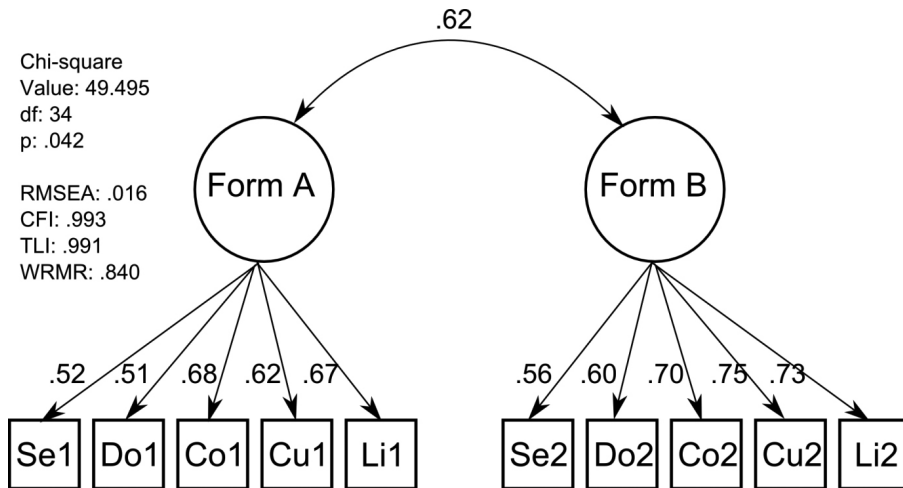 .62
Chi-square
Value: 49.495
df: 34
p: .042
RMSEA: .016
CFI: .993
TLI: .991
WRMR: .840
Form A
Form B
.52 .51 .68 .62 .67
.56 .60 .70 .75 .73
Se1 Do1 Co1 Cu1 Li1
Se2 Do2 Co2 Cu2 Li2